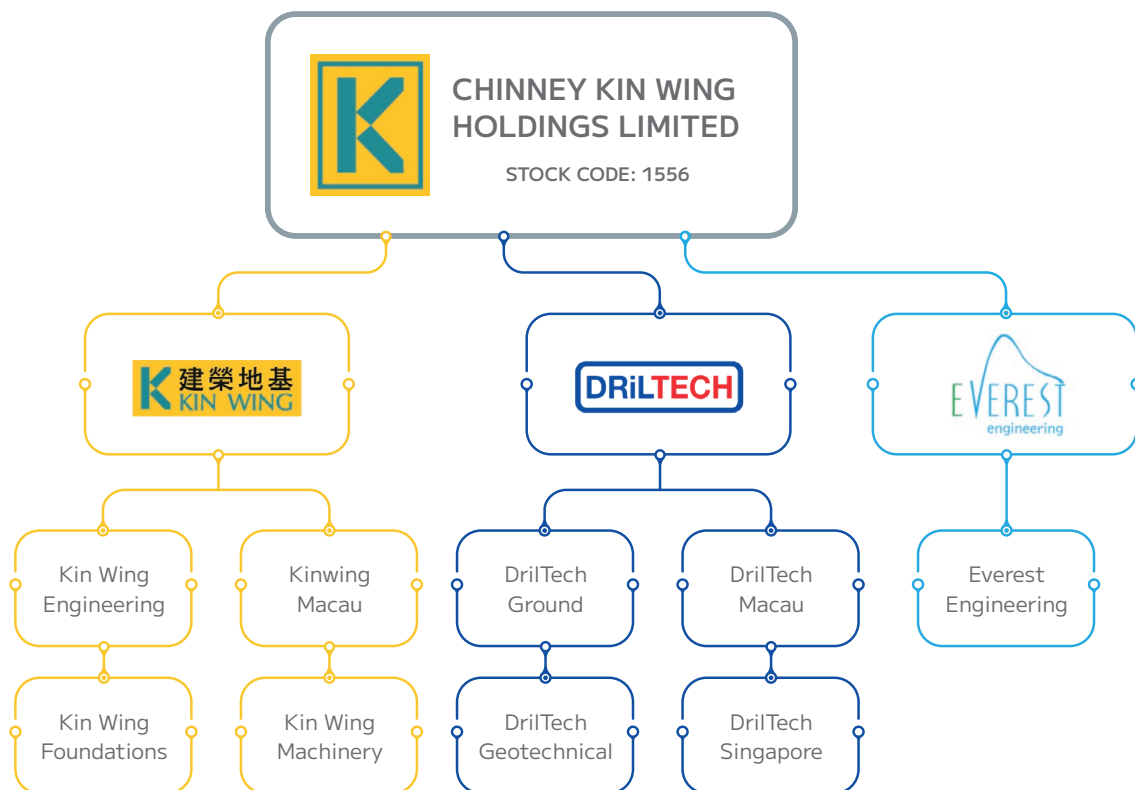 K
CHINNEY KIN WING
HOLDINGS LIMITED
STOCK CODE: 1556
K 建榮地基
KIN WING
DRiLTECH
EVEREST
engineering
Kin Wing
Engineering
Kinwing
Macau
DrilTech
Ground
DrilTech
Macau
Everest
Engineering
Kin Wing
Foundations
Kin Wing
Machinery
DrilTech
Geotechnical
DrilTech
Singapore